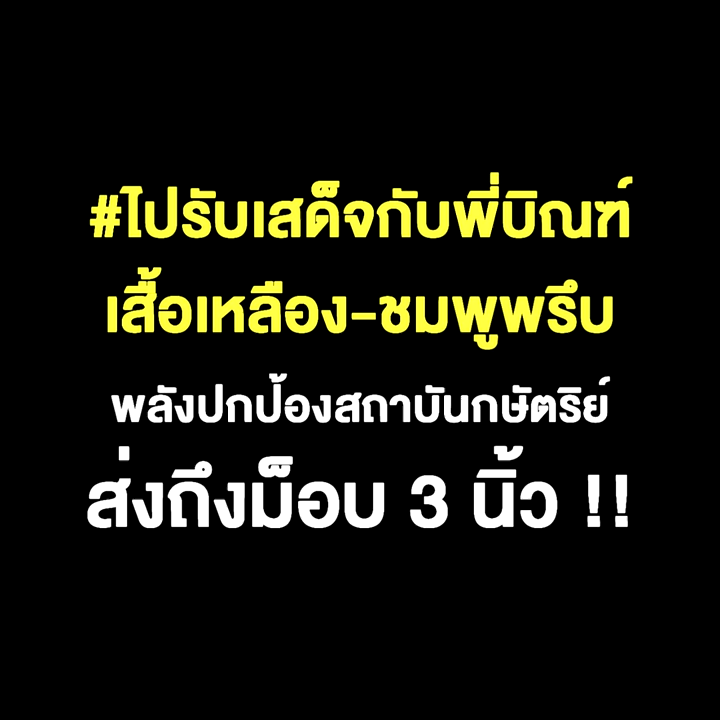 #ไปรับเสด็จกับพี่บิณฑ์
เสื้อเหลือง-ชมพูพรึบ
พลังปกป้องสถาบันกษัตริย์
ส่งถึงม็อบ 3 นิ้ว !!